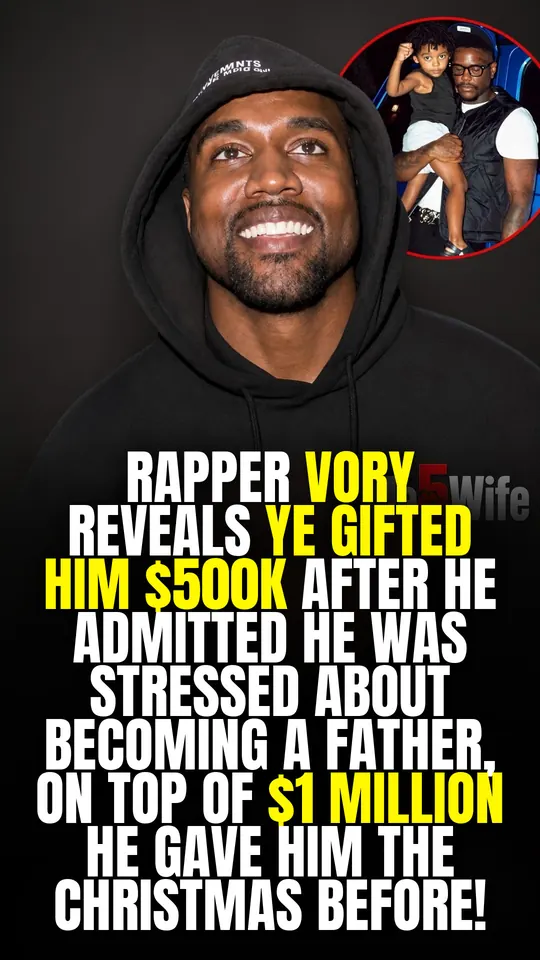 RAPPER VORY
REVEALS YE GIFTED
HIM $500K AFTER HE
ADMITTED HE WAS
STRESSED ABOUT
BECOMING A FATHER,
ON TOP OF $1 MILLION
HE GAVE HIM THE
CHRISTMAS BEFORE!
5Wife